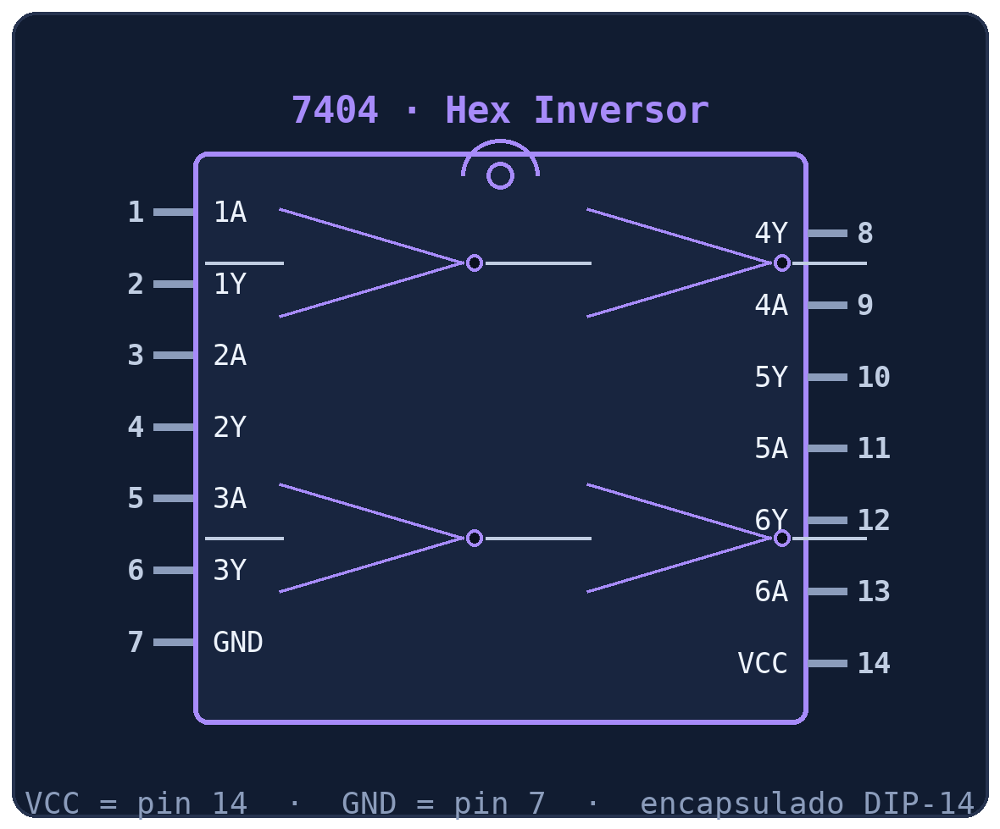 7404 · Hex Inversor
1 1A
4Y 8
2 1Y
4A 9
3 2A
5Y 10
4 2Y
5A 11
5 3A
6Y 12
6 3Y
6A 13
7 GND
VCC 14
VCC = pin 14 · GND = pin 7 · encapsulado DIP-14